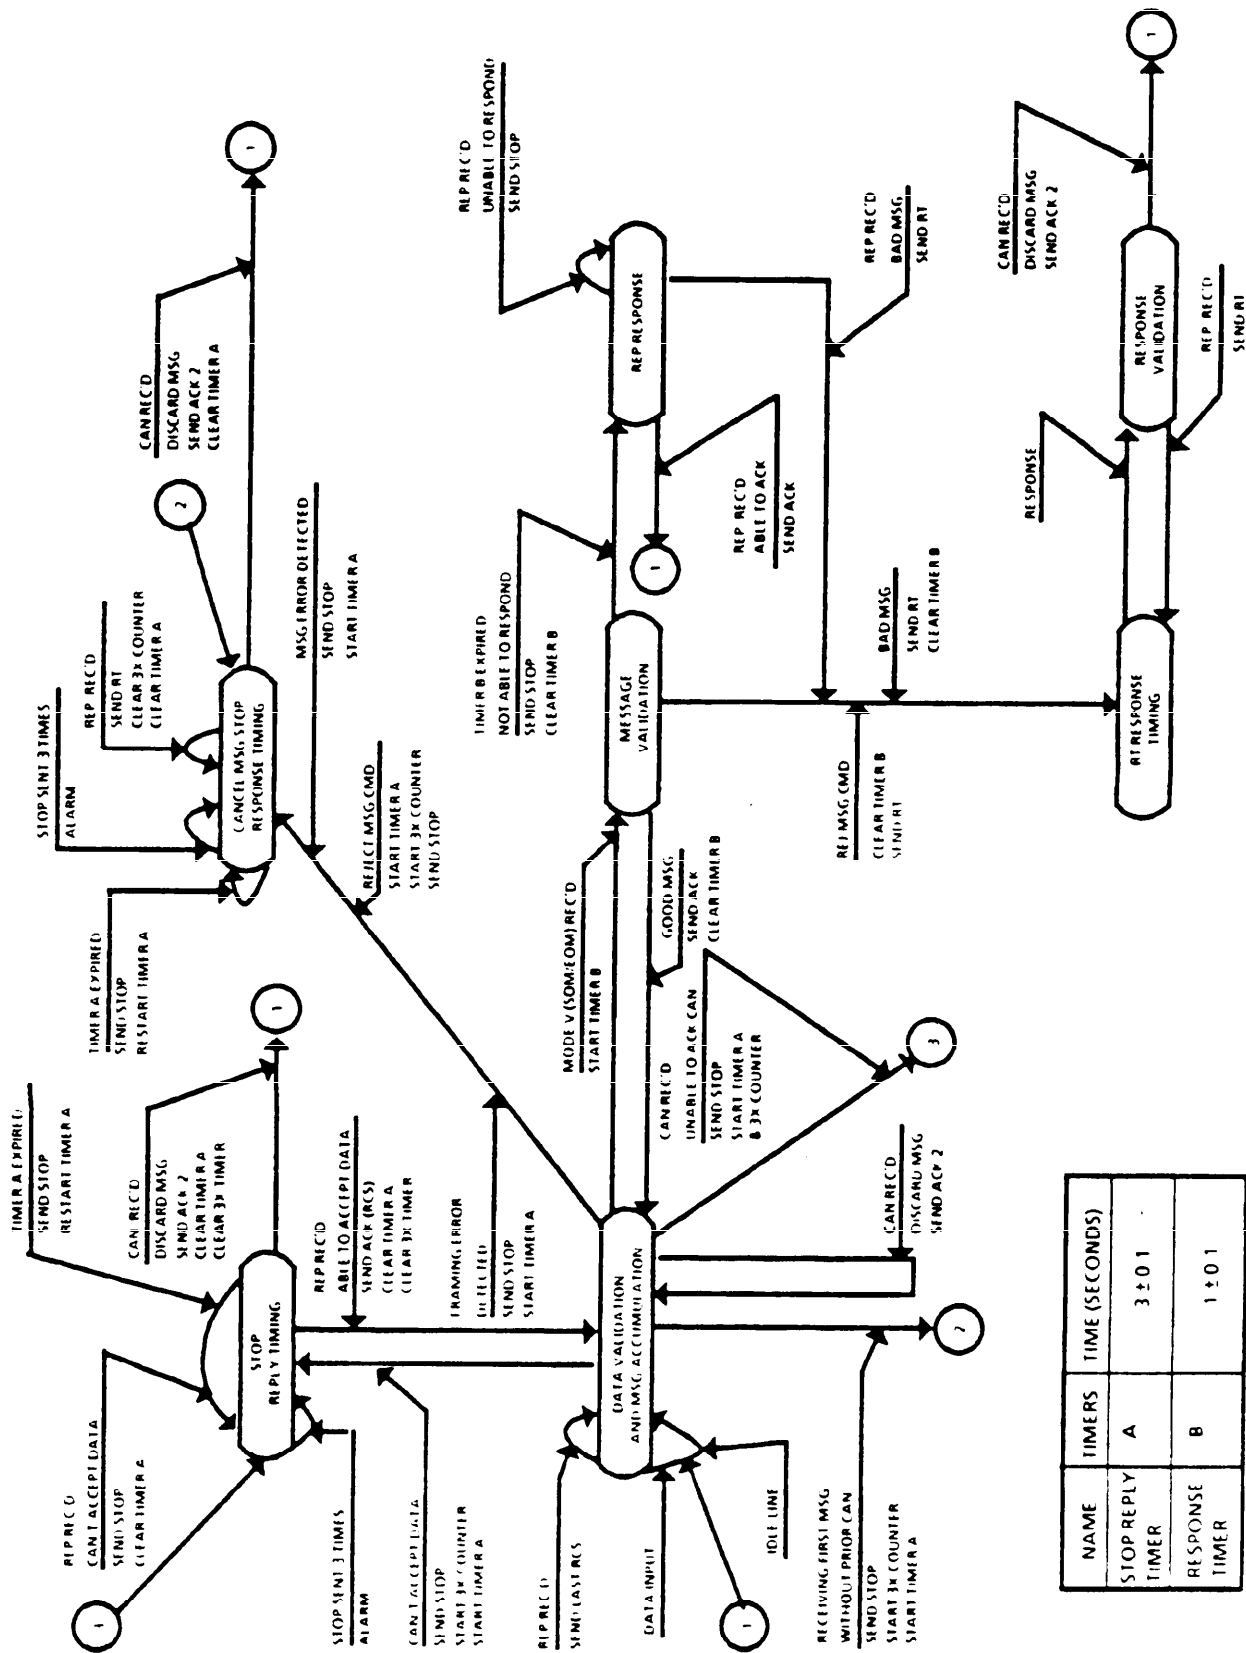 REP REC'D
CAN'T ACCEPT DATA
SEND STOP
CLEAR TIMER A
TIMER A EXPIRED
SEND STOP
RESTART TIMER A
CAN REC'D
DISCARD MSG
SEND ACK 2
CLEAR TIMER A
CLEAR 3X TIMER
1
STOP
REPLY TIMING
STOP SENT 3 TIMES
ALARM
REP REC'D
ABLE TO ACCEPT DATA
SEND ACK (RCS)
CLEAR TIMER A
CLEAR 3X TIMER
CAN'T ACCEPT DATA
SEND STOP
START 3X COUNTER
START TIMER A
FRAMING ERROR
DETECTED
SEND STOP
START TIMER A
TIMER A EXPIRED
SEND STOP
RESTART TIMER A
STOP SENT 3 TIMES
ALARM
REP REC'D
SEND RT
CLEAR 3X COUNTER
CLEAR TIMER A
2
CANCEL MSG STOP
RESPONSE TIMING
CAN REC'D
DISCARD MSG
SEND ACK 2
CLEAR TIMER A
1
MSG ERROR DETECTED
SEND STOP
START TIMER A
REJECT MSG CMD
START TIMER A
START 3X COUNTER
SEND STOP
REP REC'D
SEND LAST RCS
DATA INPUT
1
IDLE LINE
DATA VALIDATION
AND MSG ACCUMULATION
RECEIVING FIRST MSG
WITHOUT PRIOR CAN
SEND STOP
START 3X COUNTER
START TIMER A
2
CAN REC'D
DISCARD MSG
SEND ACK 2
CAN REC'D
UNABLE TO ACK CAN
SEND STOP
START TIMER A
& 3X COUNTER
3
MODE V (SOM/EOM) REC'D
START TIMER B
GOOD MSG
SEND ACK
CLEAR TIMER B
MESSAGE
VALIDATION
TIMER B EXPIRED
NOT ABLE TO RESPOND
SEND STOP
CLEAR TIMER B
REP REC'D
UNABLE TO RESPOND
SEND STOP
REP RESPONSE
1
REP REC'D
ABLE TO ACK
SEND ACK
REP REC'D
BAD MSG
SEND RT
BAD MSG
SEND RT
CLEAR TIMER B
REJ MSG CMD
CLEAR TIMER B
SEND RT
RT RESPONSE
TIMING
RESPONSE
RESPONSE
VALIDATION
REP REC'D
SEND RT
CAN REC'D
DISCARD MSG
SEND ACK 2
1
NAME TIMERS TIME (SECONDS)
STOP REPLY
TIMER A 3 ± 0 1
RESPONSE
TIMER B 1 ± 0 1